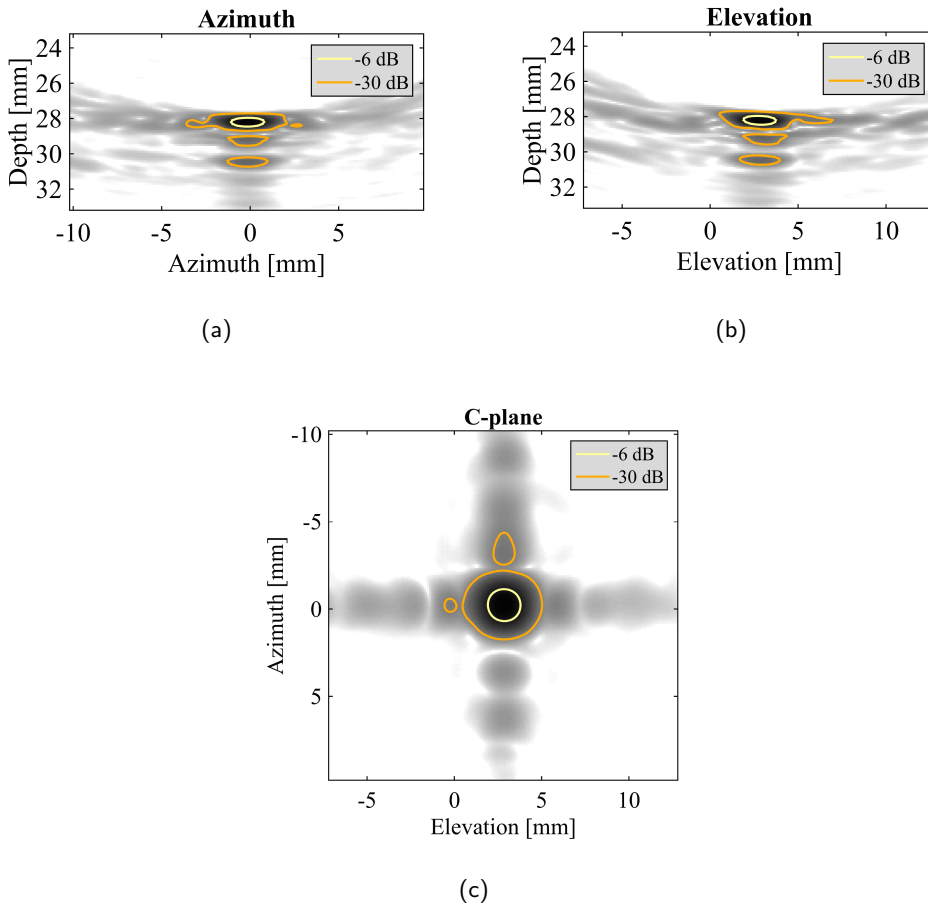 Azimuth
24
26
28
30
32
Depth [mm]
-6 dB
-30 dB
-10
-5
0
5
Azimuth [mm]
(a)
Elevation
24
26
28
30
32
Depth [mm]
-6 dB
-30 dB
-5
0
5
10
Elevation [mm]
(b)
C-plane
-10
-5
0
5
Azimuth [mm]
-6 dB
-30 dB
-5
0
5
10
Elevation [mm]
(c)